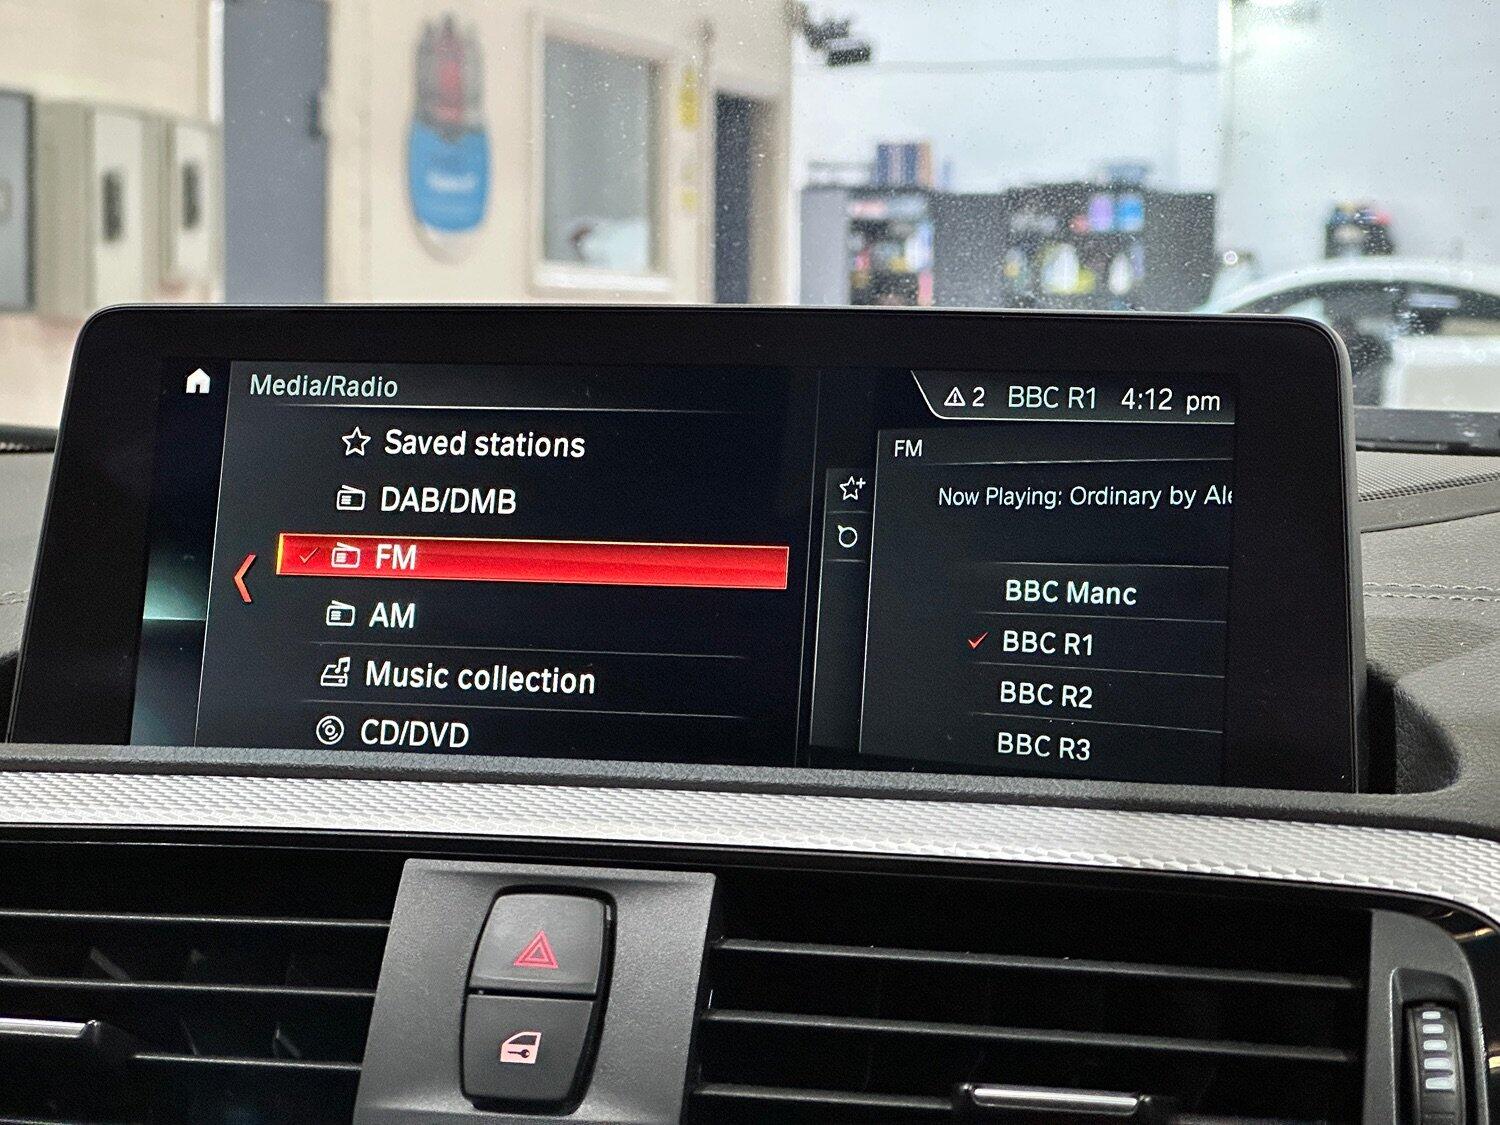 Media/Radio
Saved stations
DAB/DMB
FM
AM
Music collection
CD/DVD
2 BBC R1 4:12 pm
FM
Now Playing: Ordinary by Ale
BBC Manc
BBC R1
BBC R2
BBC R3